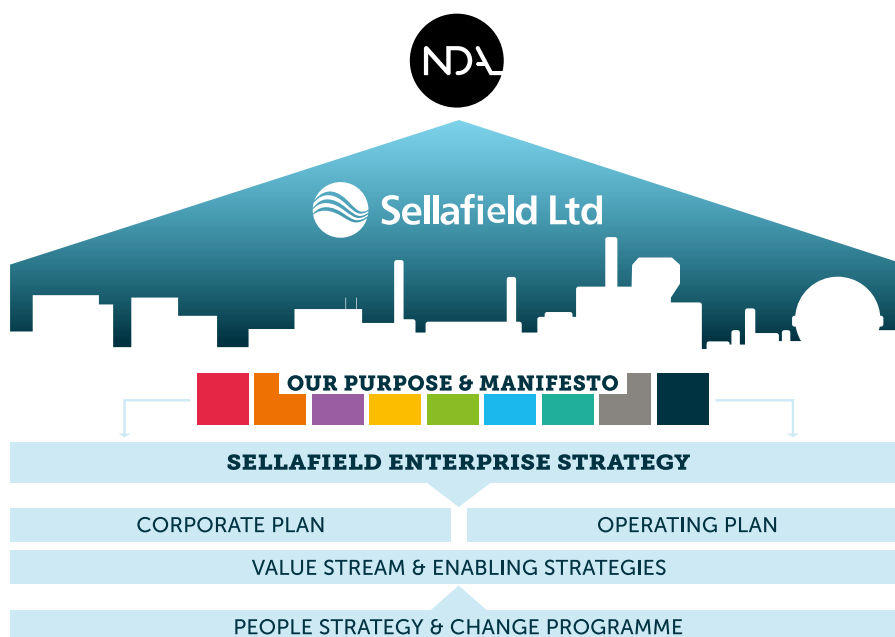 NDA
Sellafield Ltd
OUR PURPOSE & MANIFESTO
SELLAFIELD ENTERPRISE STRATEGY
CORPORATE PLAN
OPERATING PLAN
VALUE STREAM & ENABLING STRATEGIES
PEOPLE STRATEGY & CHANGE PROGRAMME